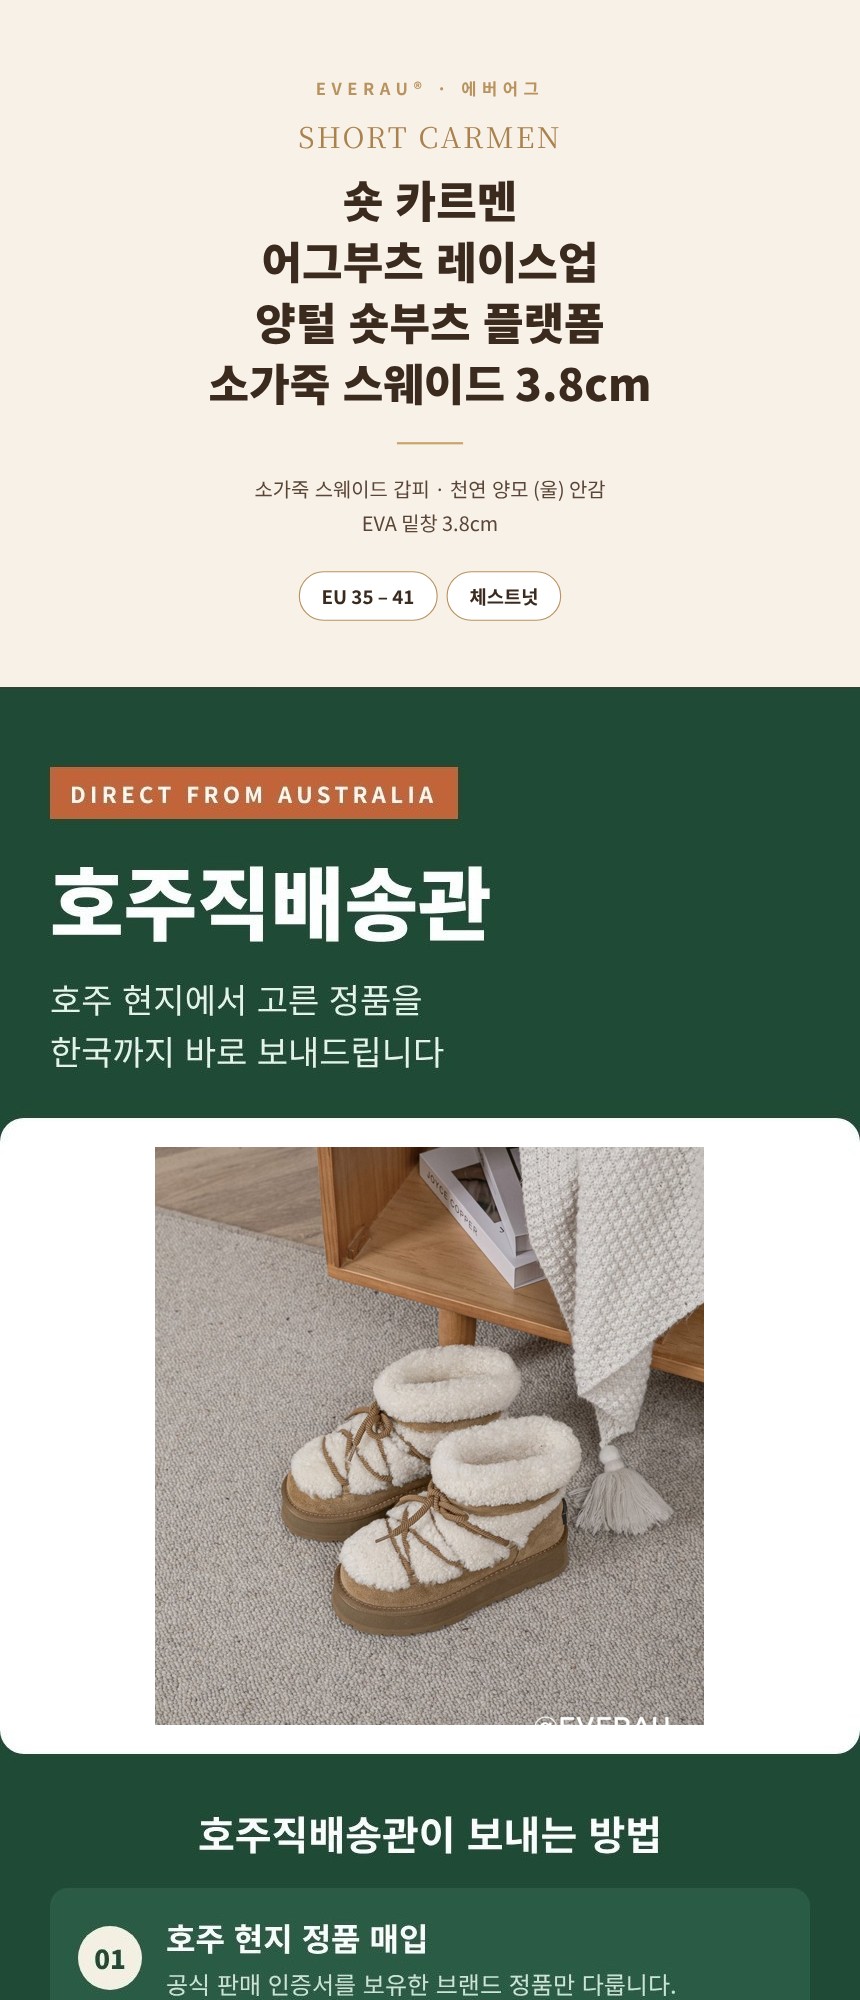 EVERAU® · 에버어그
SHORT CARMEN
숏 카르멘
어그부츠 레이스업
양털 숏부츠 플랫폼
소가죽 스웨이드 3.8cm
소가죽 스웨이드 갑피 · 천연 양모 (울) 안감
EVA 밑창 3.8cm
EU 35 – 41
체스트넛
DIRECT FROM AUSTRALIA
호주직배송관
호주 현지에서 고른 정품을
한국까지 바로 보내드립니다
JOYCE COPPER
©EVERAU
호주직배송관이 보내는 방법
01
호주 현지 정품 매입
공식 판매 인증서를 보유한 브랜드 정품만 다룹니다.